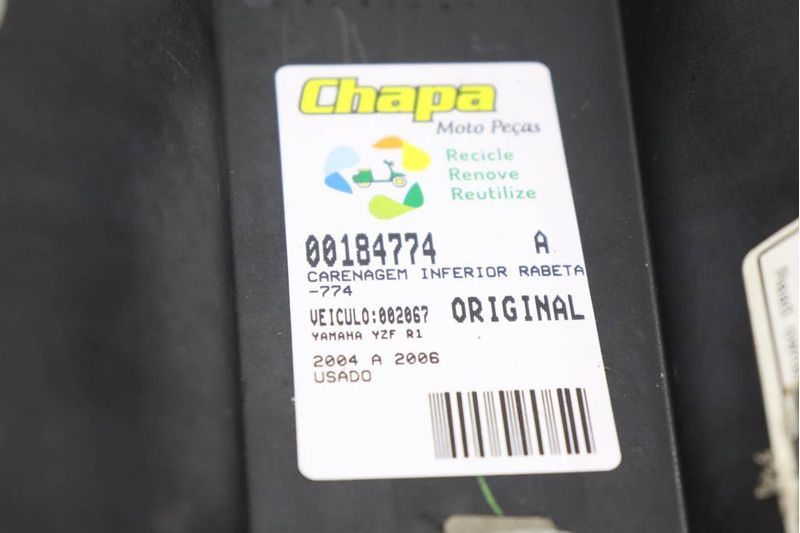 Chapa
Moto Peças
Recicle
Renove
Reutilize
00184774 A
CARENAGEM INFERIOR RABETA
-774
VEICULO:002067 ORIGINAL
YAMAHA YZF R1
2004 A 2006
USADO